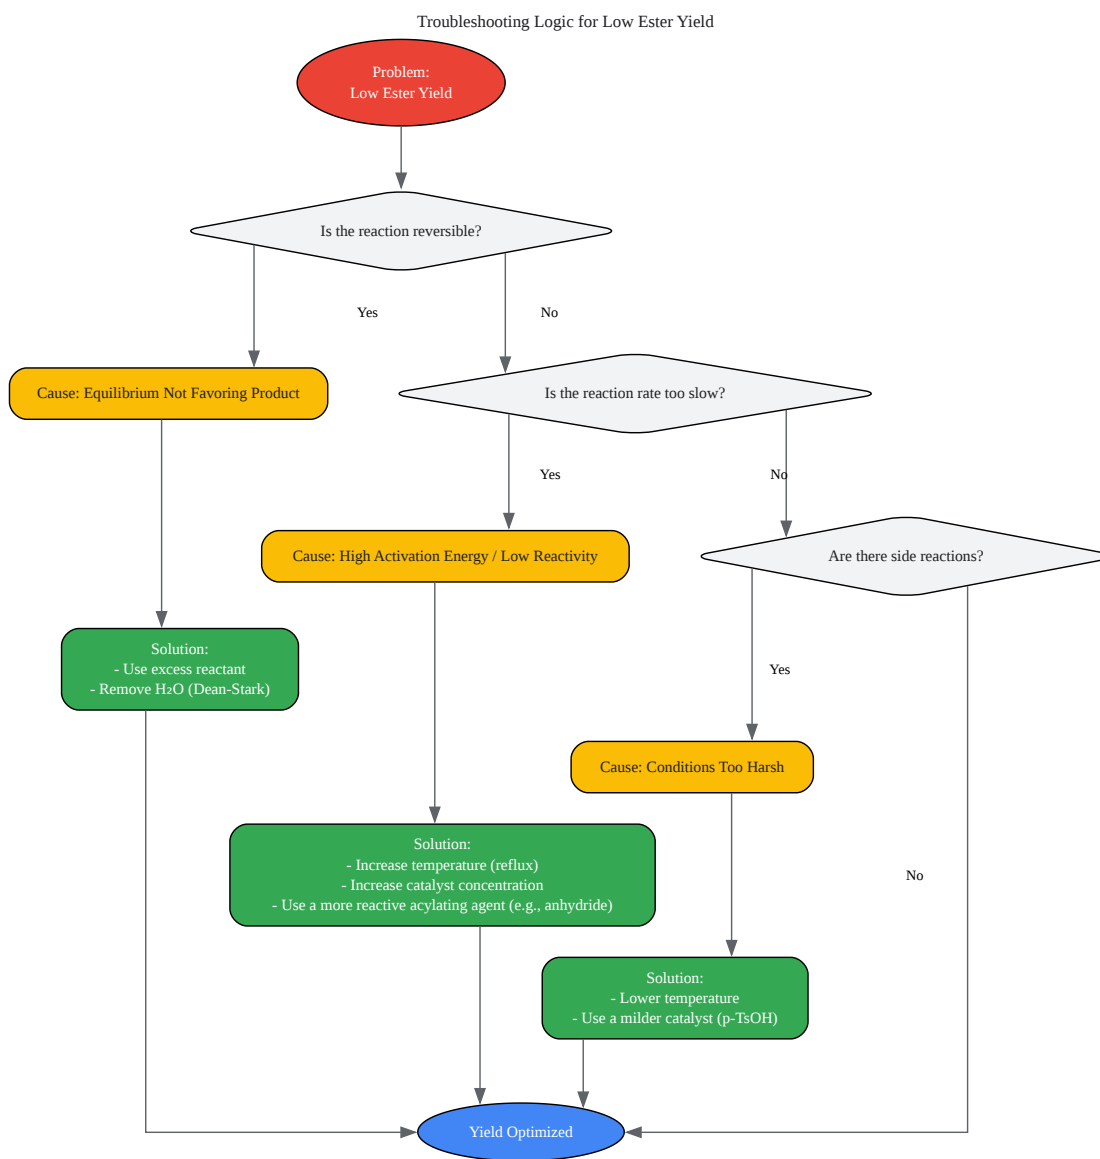 Troubleshooting Logic for Low Ester Yield
Problem:
Low Ester Yield
Is the reaction reversible?
Yes
No
Cause: Equilibrium Not Favoring Product
Is the reaction rate too slow?
Yes
No
Cause: High Activation Energy / Low Reactivity
Are there side reactions?
Solution:
- Use excess reactant
- Remove H₂O (Dean-Stark)
Yes
Cause: Conditions Too Harsh
Solution:
- Increase temperature (reflux)
- Increase catalyst concentration
- Use a more reactive acylating agent (e.g., anhydride)
No
Solution:
- Lower temperature
- Use a milder catalyst (p-TsOH)
Yield Optimized